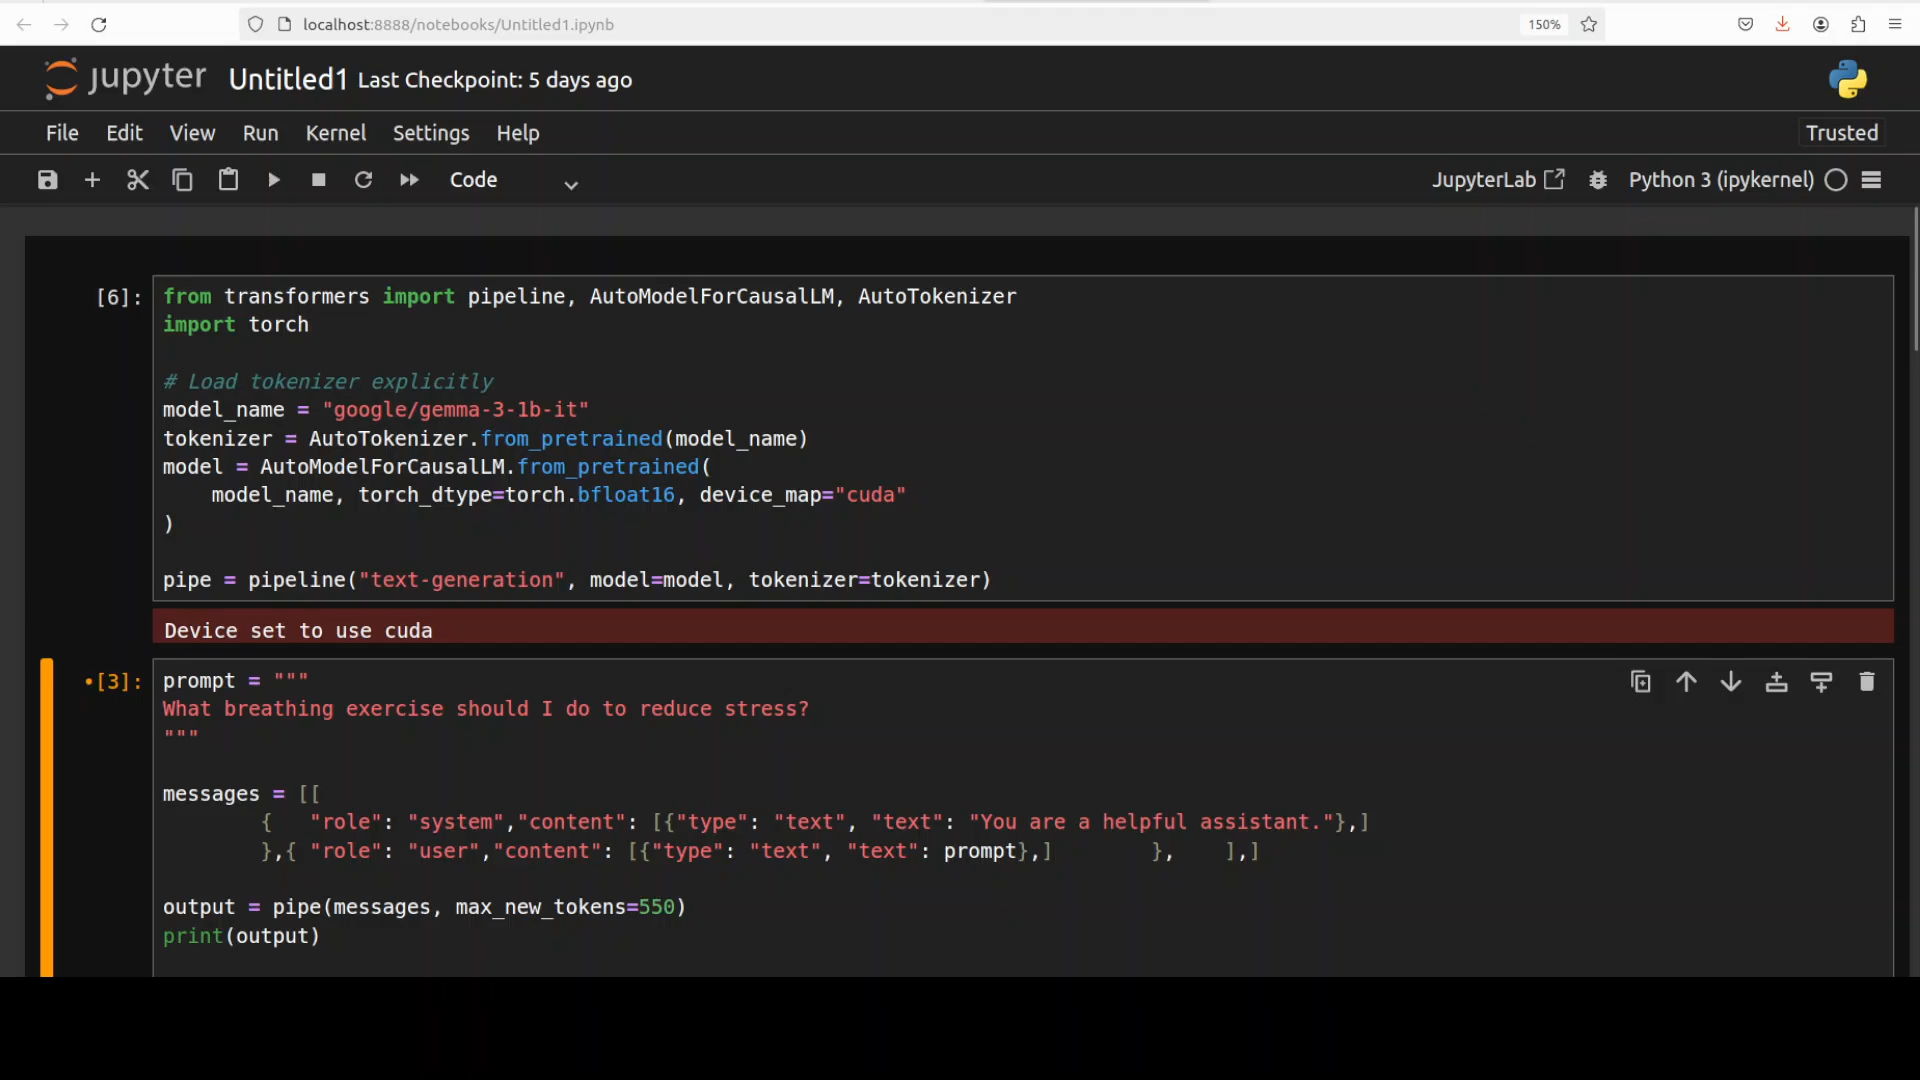 localhost:8888/notebooks/Untitled1.ipynb
150%
jupyter Untitled1 Last Checkpoint: 5 days ago
File Edit View Run Kernel Settings Help
Trusted
Code
JupyterLab
Python 3 (ipykernel)
[6]:
from transformers import pipeline, AutoModelForCausalLM, AutoTokenizer
import torch
# Load tokenizer explicitly
model_name = "google/gemma-3-1b-it"
tokenizer = AutoTokenizer.from_pretrained(model_name)
model = AutoModelForCausalLM.from_pretrained(
    model_name, torch_dtype=torch.bfloat16, device_map="cuda"
)
pipe = pipeline("text-generation", model=model, tokenizer=tokenizer)
Device set to use cuda
•[3]:
prompt = """
What breathing exercise should I do to reduce stress?
"""
messages = [[
        {   "role": "system","content": [{"type": "text", "text": "You are a helpful assistant."},]
        },{ "role": "user","content": [{"type": "text", "text": prompt},]        },    ],]
output = pipe(messages, max_new_tokens=550)
print(output)